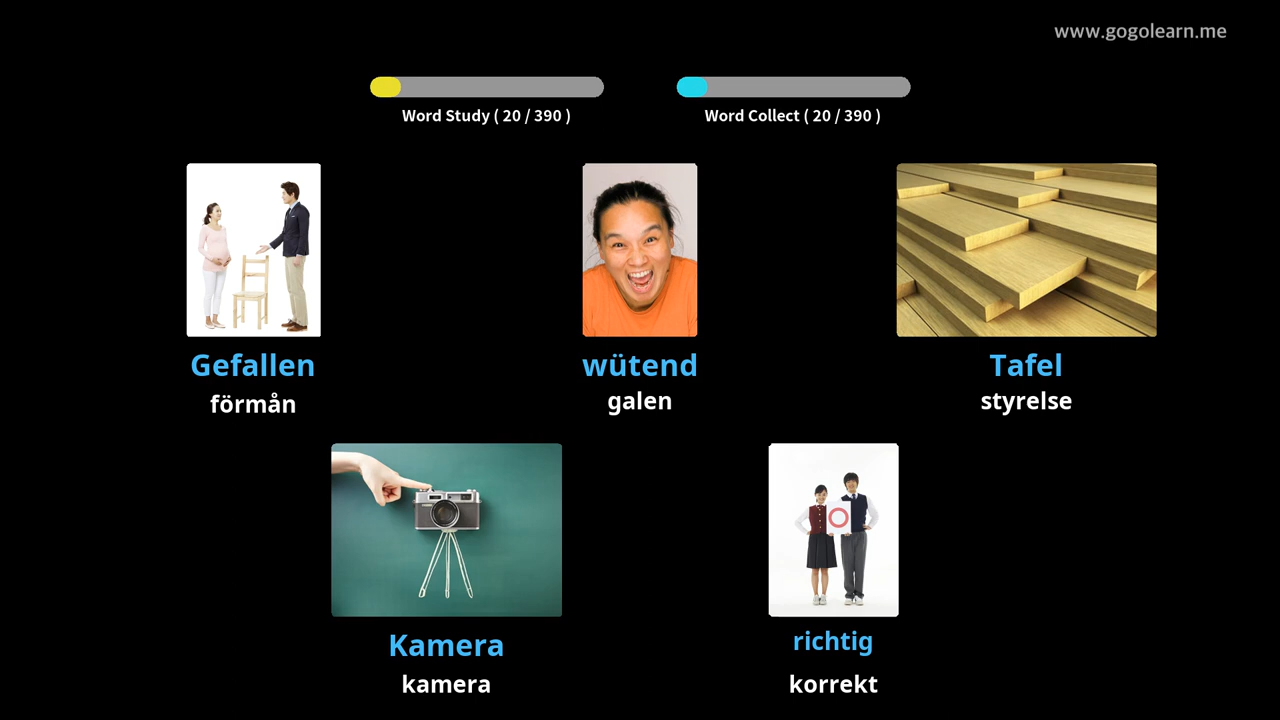 www.gogolearn.me
Word Study ( 20 / 390 )
Word Collect ( 20 / 390 )
Gefallen
förmån
wütend
galen
Tafel
styrelse
Kamera
kamera
richtig
korrekt